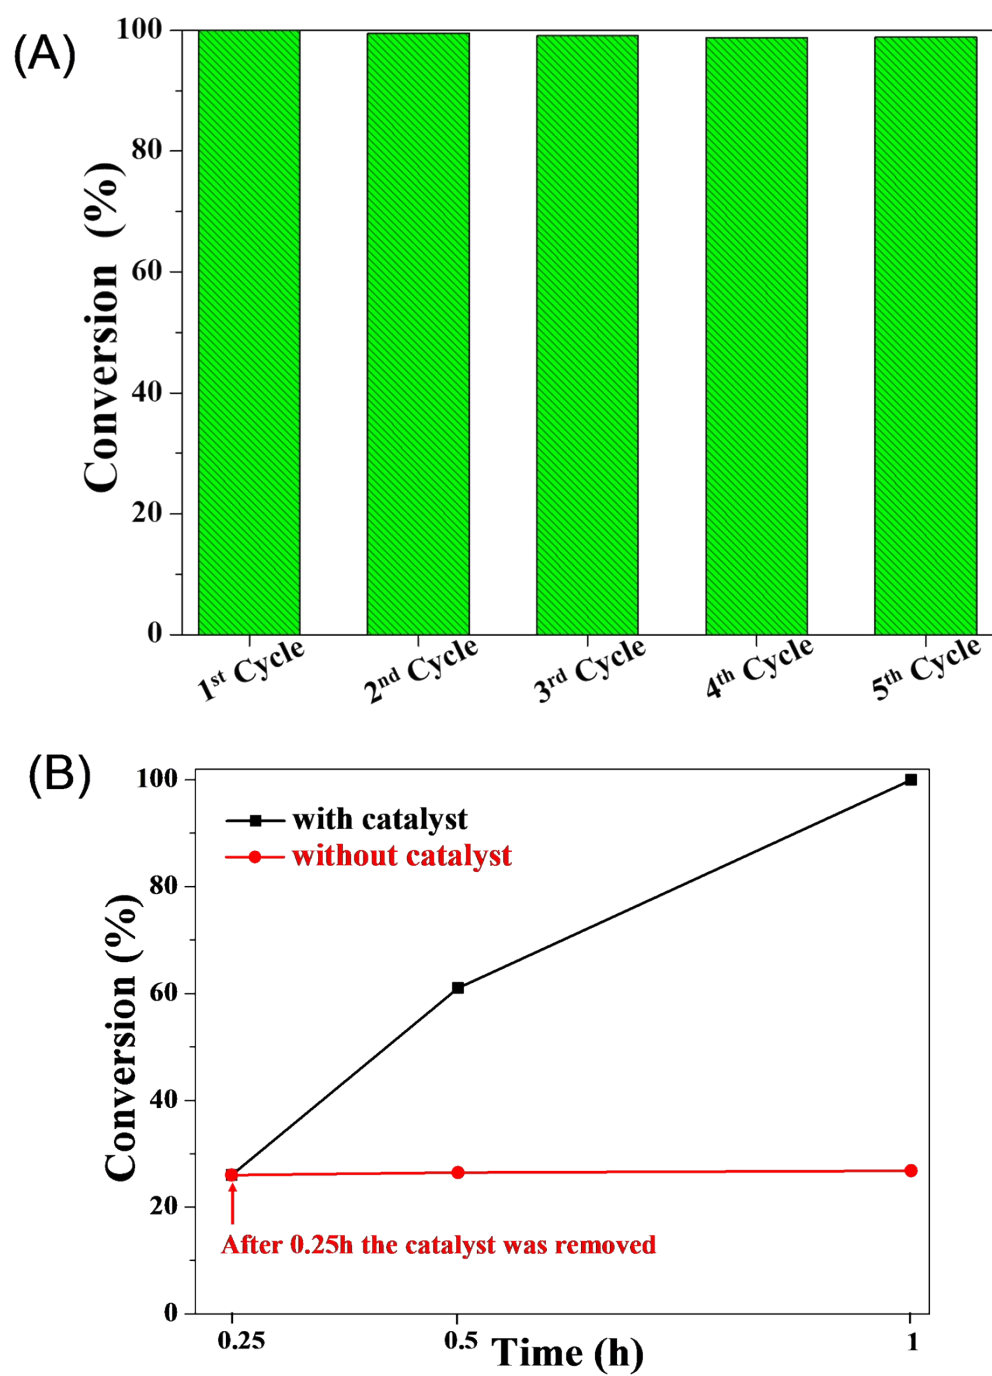 (A)
Conversion (%)
100
80
60
40
20
0
1st Cycle
2nd Cycle
3rd Cycle
4th Cycle
5th Cycle
(B)
Conversion (%)
100
80
60
40
20
0
with catalyst
without catalyst
After 0.25h the catalyst was removed
0.25
0.5
1
Time (h)